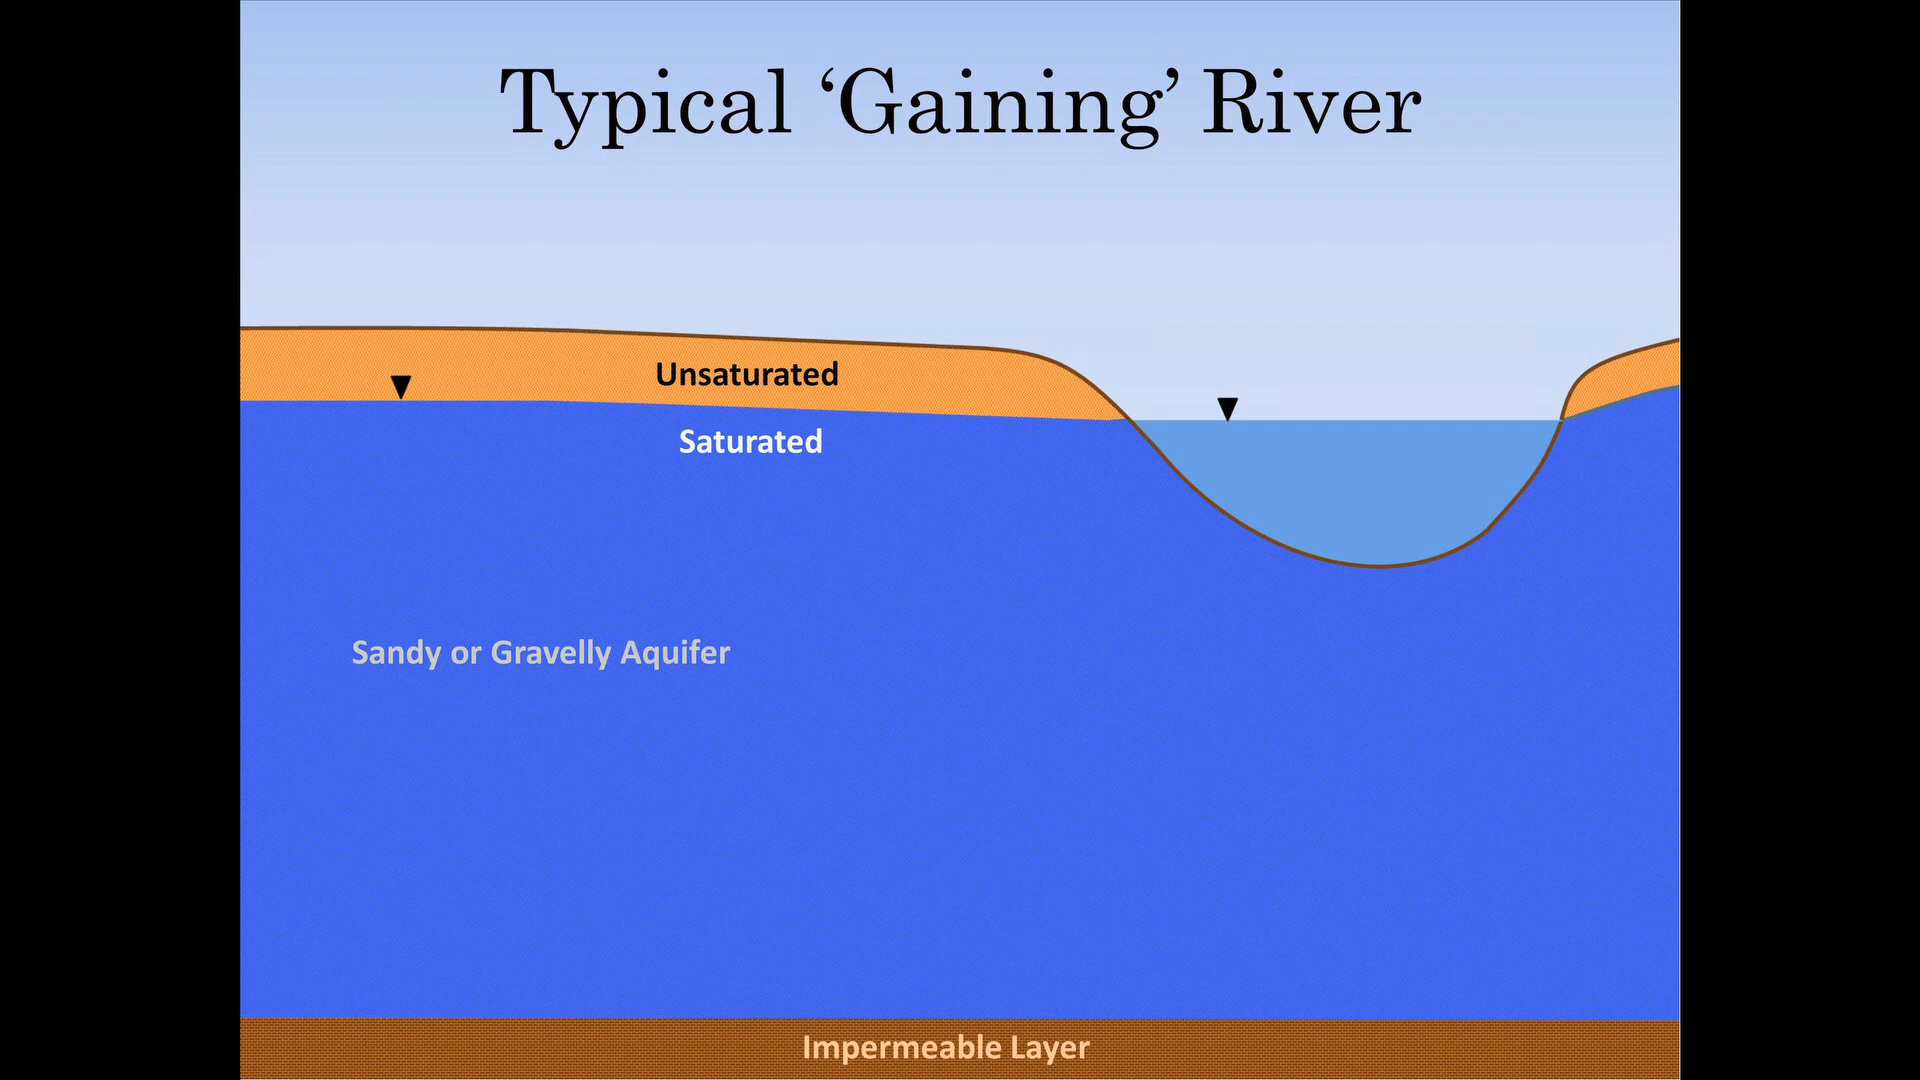 Typical ‘Gaining’ River
Unsaturated
Saturated
Sandy or Gravelly Aquifer
Impermeable Layer